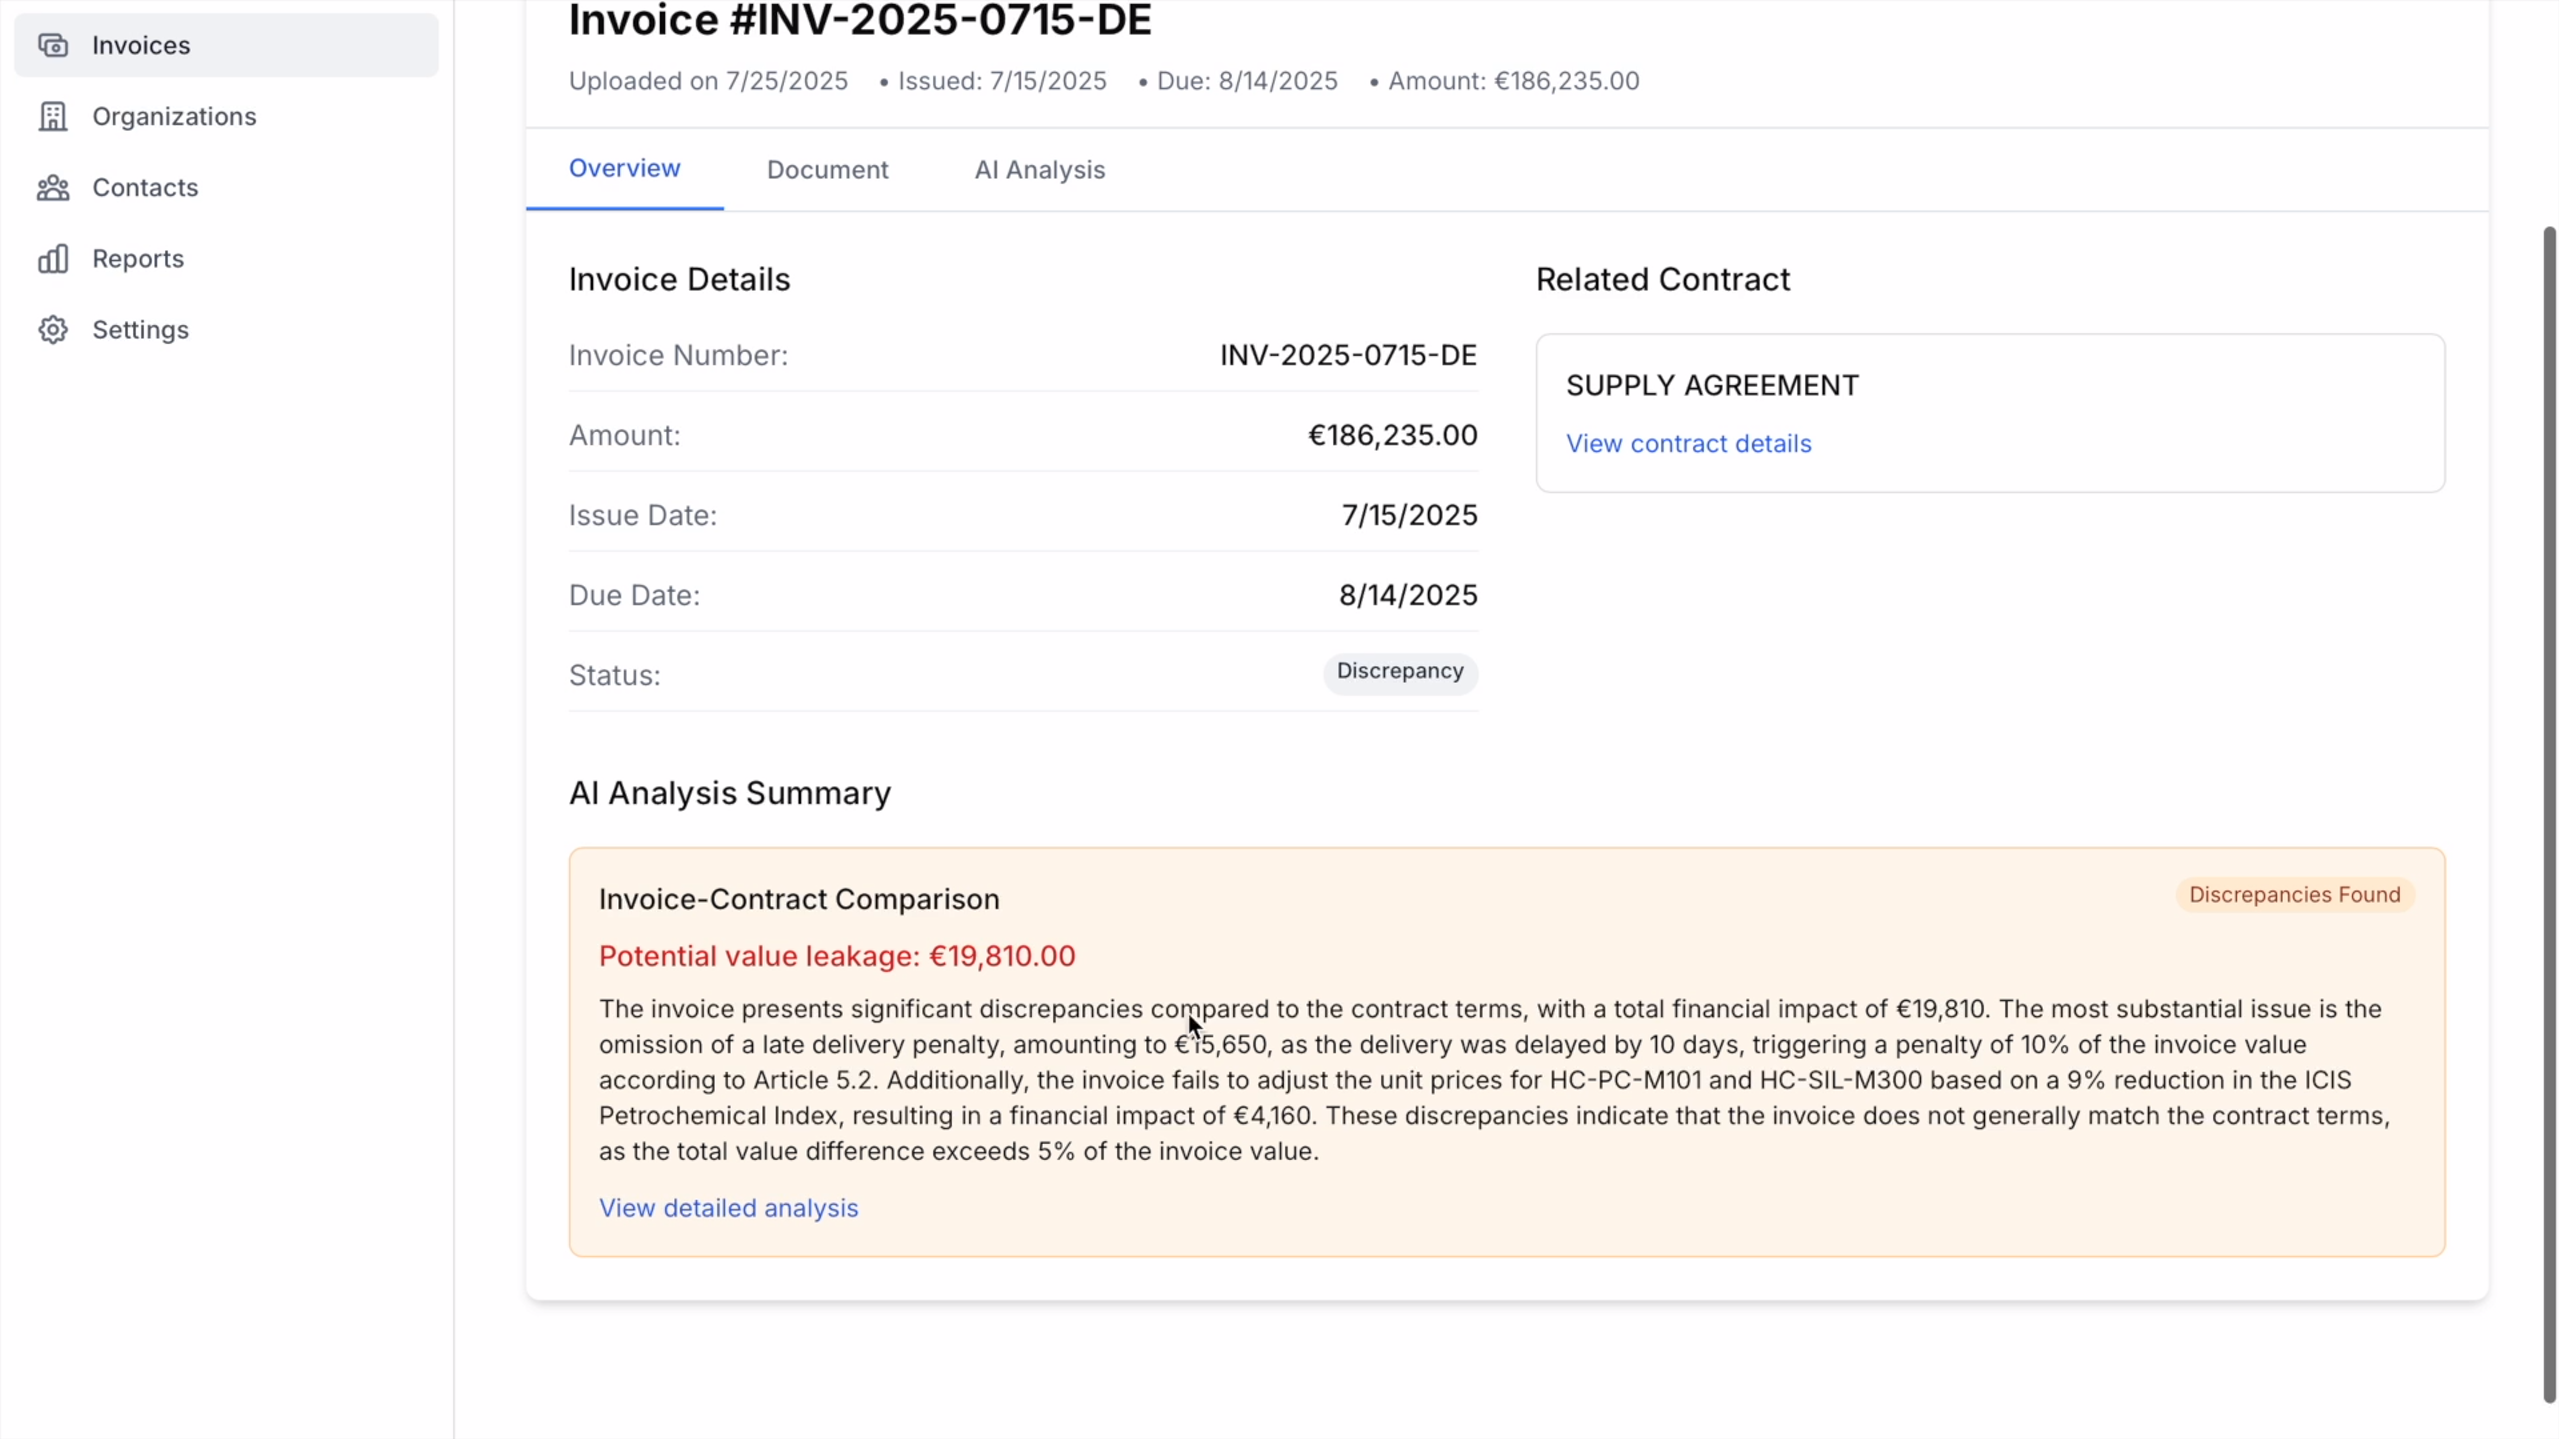 Invoices
Organizations
Contacts
Reports
Settings
Invoice #INV-2025-0715-DE
Uploaded on 7/25/2025 • Issued: 7/15/2025 • Due: 8/14/2025 • Amount: €186,235.00
Overview Document AI Analysis
Invoice Details
Invoice Number: INV-2025-0715-DE
Amount: €186,235.00
Issue Date: 7/15/2025
Due Date: 8/14/2025
Status: Discrepancy
Related Contract
SUPPLY AGREEMENT
View contract details
AI Analysis Summary
Invoice-Contract Comparison
Discrepancies Found
Potential value leakage: €19,810.00
The invoice presents significant discrepancies compared to the contract terms, with a total financial impact of €19,810. The most substantial issue is the
omission of a late delivery penalty, amounting to €15,650, as the delivery was delayed by 10 days, triggering a penalty of 10% of the invoice value
according to Article 5.2. Additionally, the invoice fails to adjust the unit prices for HC-PC-M101 and HC-SIL-M300 based on a 9% reduction in the ICIS
Petrochemical Index, resulting in a financial impact of €4,160. These discrepancies indicate that the invoice does not generally match the contract terms,
as the total value difference exceeds 5% of the invoice value.
View detailed analysis